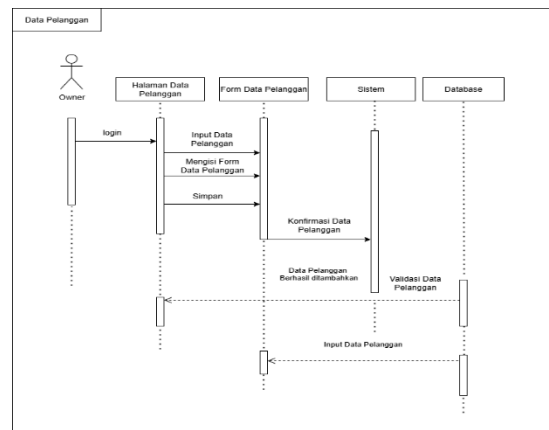 Data Pelanggan
Owner
Halaman Data
Pelanggan
Form Data Pelanggan
Sistem
Database
login
Input Data
Pelanggan
Mengisi Form
Data Pelanggan
Simpan
Konfirmasi Data
Pelanggan
Data Pelanggan
Berhasil ditambahkan
Validasi Data
Pelanggan
Input Data Pelanggan